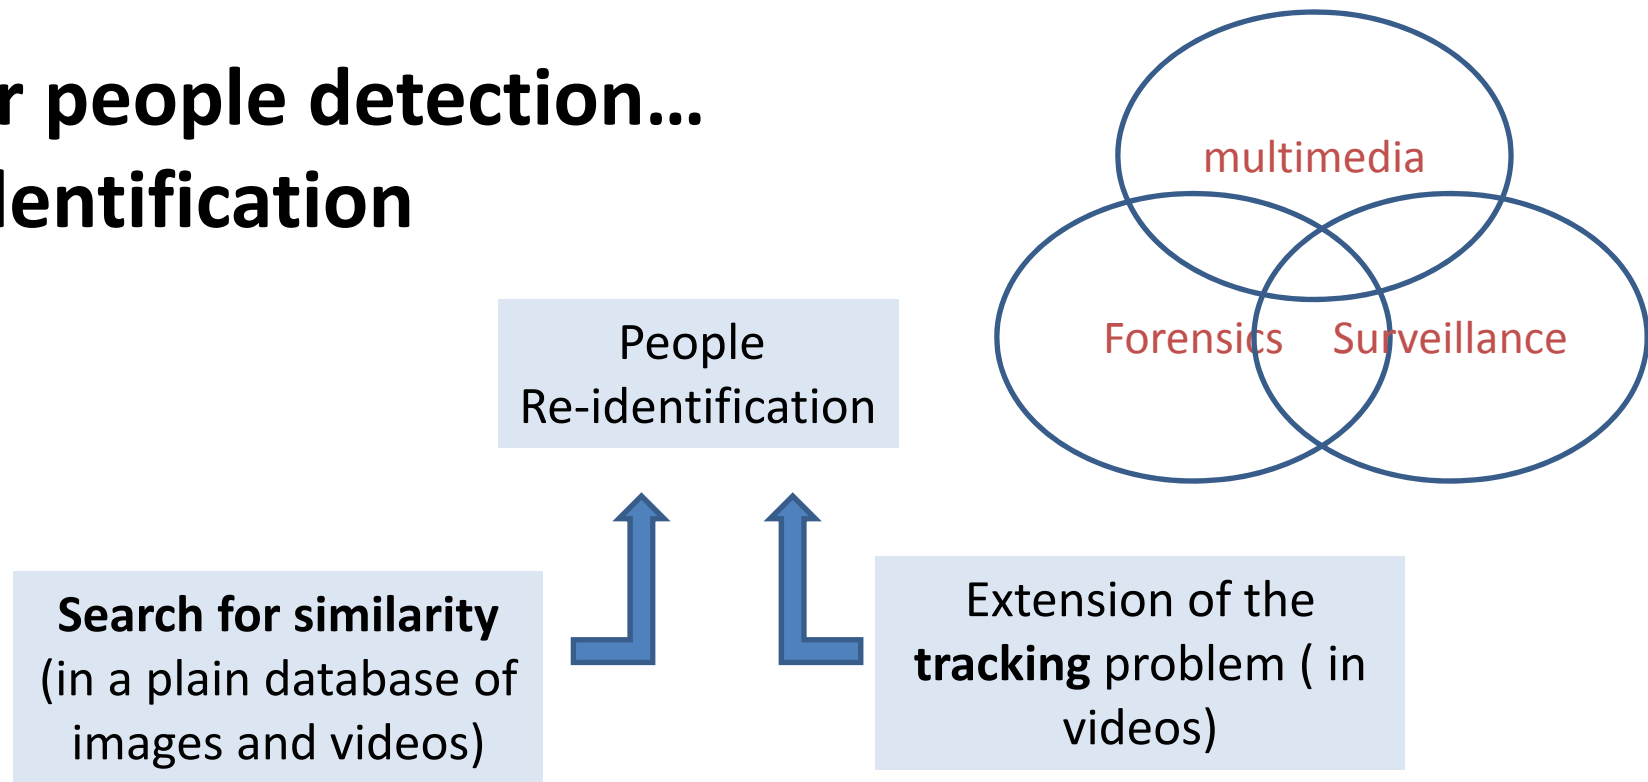 r people detection…
dentification
multimedia
Forensics
Surveillance
People
Re-identification
Search for similarity
(in a plain database of
images and videos)
Extension of the
tracking problem ( in
videos)